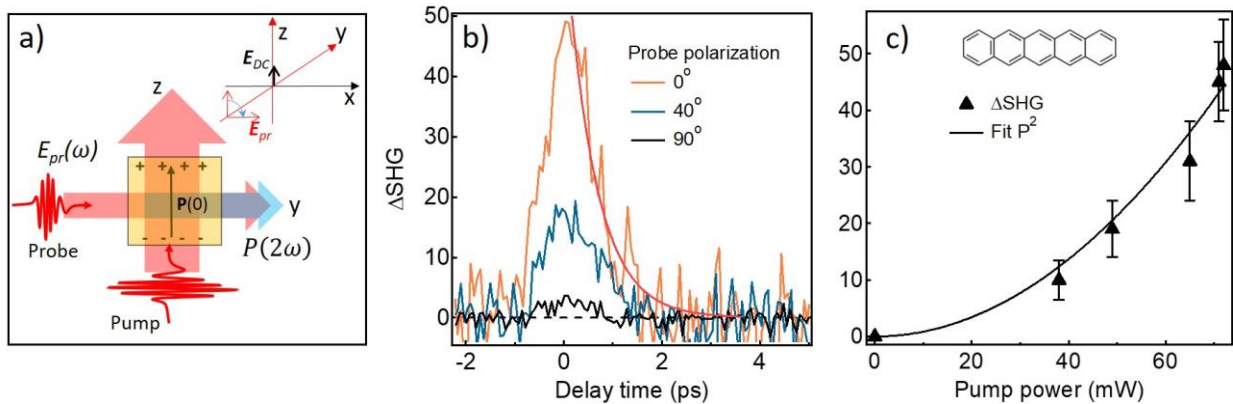 a)
z
y
x
E_DC
E_pr
z
E_pr(ω)
+ + + +
P(0)
- - - -
y
P(2ω)
Probe
Pump
b)
50
40
30
20
10
0
ΔSHG
Probe polarization
0°
40°
90°
-2 0 2 4
Delay time (ps)
c)
50
40
30
20
10
0
▲ ΔSHG
Fit P²
0 40 60
Pump power (mW)